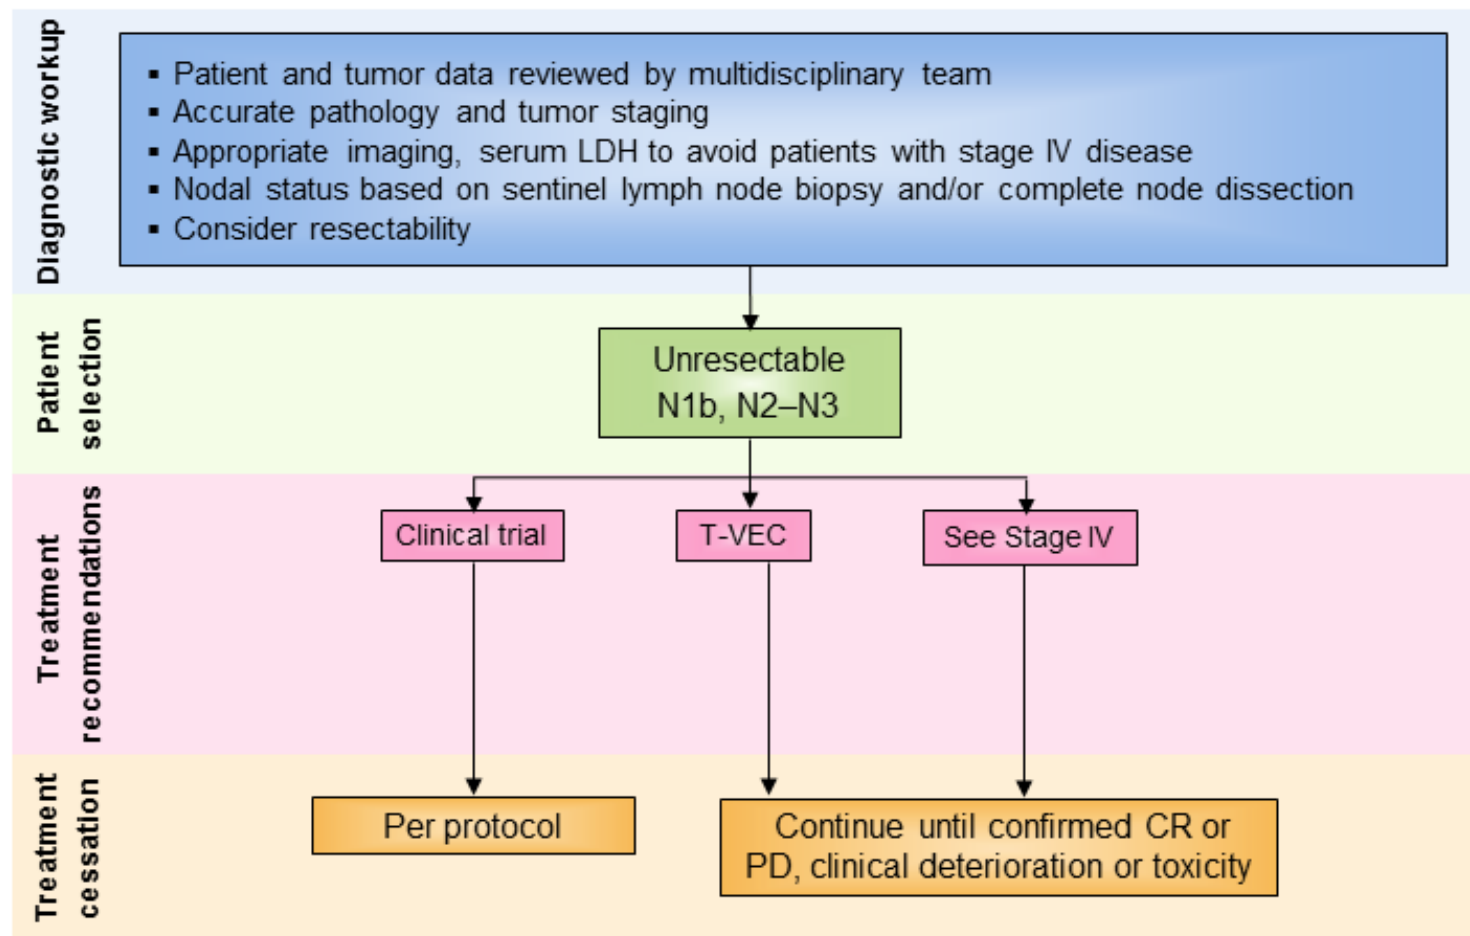 Diagnostic workup
▪ Patient and tumor data reviewed by multidisciplinary team
▪ Accurate pathology and tumor staging
▪ Appropriate imaging, serum LDH to avoid patients with stage IV disease
▪ Nodal status based on sentinel lymph node biopsy and/or complete node dissection
▪ Consider resectability
Patient
selection
Unresectable
N1b, N2–N3
Treatment
recommendations
Clinical trial
T-VEC
See Stage IV
Treatment
cessation
Per protocol
Continue until confirmed CR or
PD, clinical deterioration or toxicity